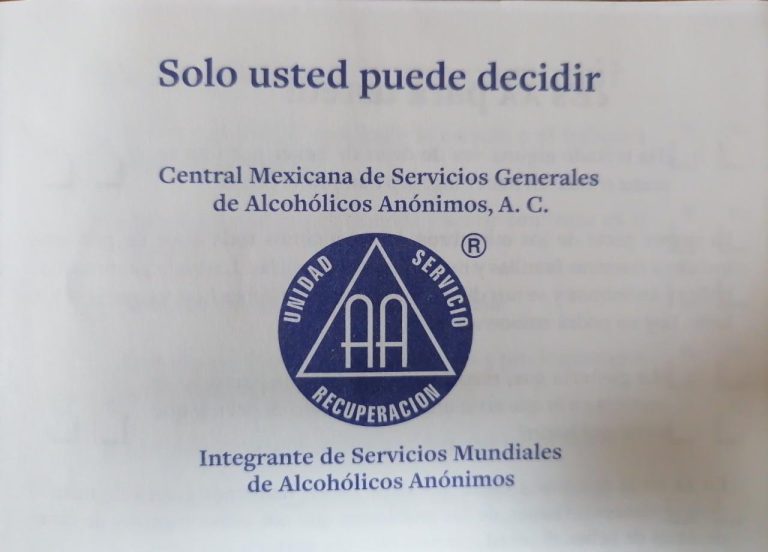 Solo usted puede decidir
Central Mexicana de Servicios Generales
de Alcohólicos Anónimos, A. C.
®
UNIDAD
SERVICIO
AA
RECUPERACION
Integrante de Servicios Mundiales
de Alcohólicos Anónimos